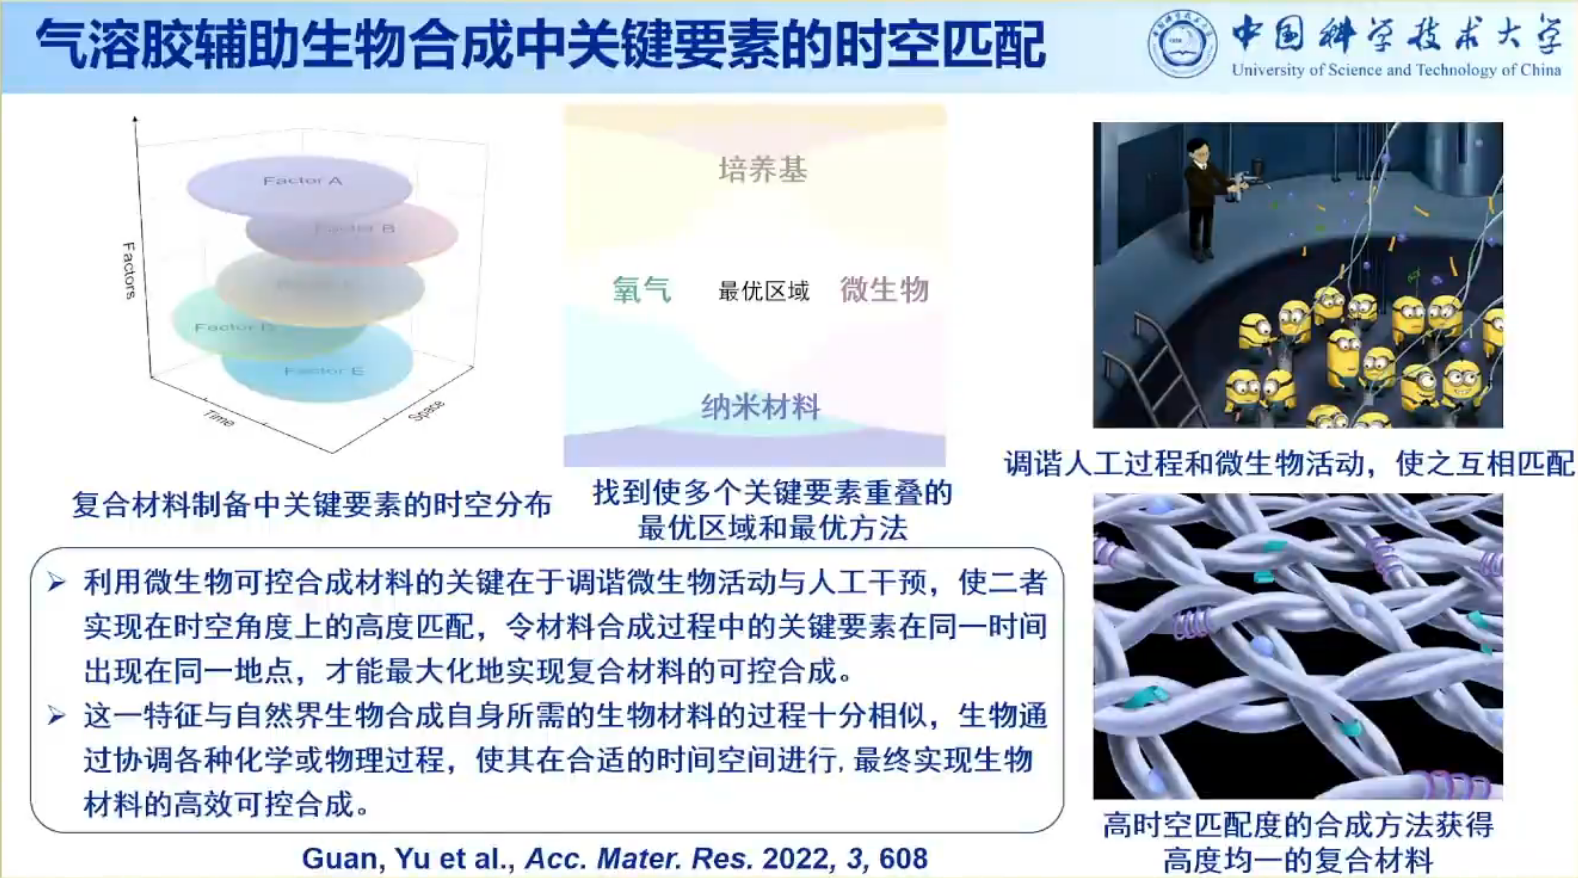 气溶胶辅助生物合成中关键要素的时空匹配
中国科学技术大学
University of Science and Technology of China
Factors
Factor A
Factor B
Factor E
Time
Space
复合材料制备中关键要素的时空分布
培养基
氧气
最优区域
微生物
纳米材料
找到使多个关键要素重叠的
最优区域和最优方法
调谐人工过程和微生物活动，使之互相匹配
➢ 利用微生物可控合成材料的关键在于调谐微生物活动与人工干预，使二者
实现在时空角度上的高度匹配，令材料合成过程中的关键要素在同一时间
出现在同一地点，才能最大化地实现复合材料的可控合成。
➢ 这一特征与自然界生物合成自身所需的生物材料的过程十分相似，生物通
过协调各种化学或物理过程，使其在合适的时间空间进行, 最终实现生物
材料的高效可控合成。
高时空匹配度的合成方法获得
高度均一的复合材料
Guan, Yu et al., Acc. Mater. Res. 2022, 3, 608